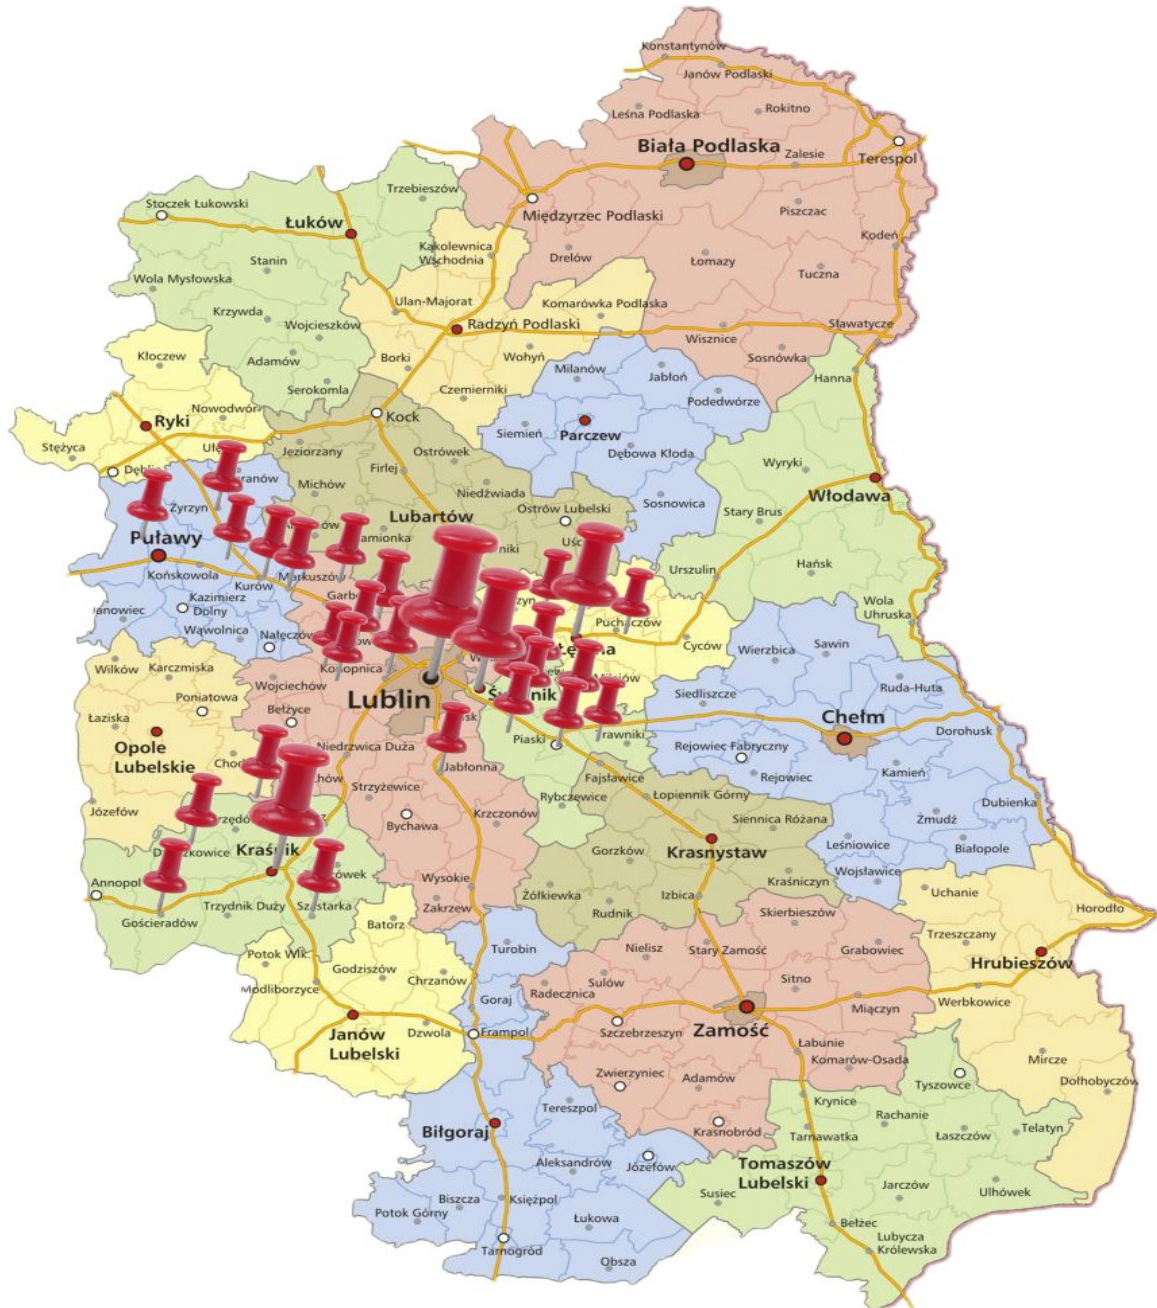 Konstantynów
Janów Podlaski
Leśna Podlaska
Rokitno
Biała Podlaska
Zalesie
Terespol
Trzebieszów
Stoczek Łukowski
Międzyrzec Podlaski
Piszczac
Łuków
Kodeń
Kąkolewnica
Wschodnia
Stanin
Drelów
Łomazy
Tuczna
Wola Mysłowska
Ulan-Majorat
Komarówka Podlaska
Krzywda
Wojcieszków
Radzyń Podlaski
Sławatycze
Wisznice
Kłoczew
Adamów
Borki
Wohyń
Sosnówka
Milanów
Jabłoń
Hanna
Serokomla
Czemierniki
Podedwórze
Nowodwór
Kock
Ryki
Siemień
Parczew
Stężyca
Jeziorzany
Ostrówek
Dębowa Kłoda
Firlej
Wyryki
Michów
Niedźwiada
Włodawa
Żyrzyn
Lubartów
Ostrów Lubelski
Sosnowica
Stary Brus
Puławy
Końskowola
Urszulin
Hańsk
Kurów
Markuszów
Kazimierz
Dolny
Wola
Uhruska
Wąwolnica
Nałęczów
Cyców
Wierzbica
Sawin
Wilków
Karczmiska
Wojciechów
Lublin
Siedliszcze
Ruda-Huta
Poniatowa
Łaziska
Bełżyce
Chełm
Dorohusk
Opole
Lubelskie
Niedrzwica Duża
Piaski
Rejowiec Fabryczny
Jabłonna
Fajsławice
Rejowiec
Kamień
Józefów
Strzyżewice
Rybczewice
Łopiennik Górny
Dubienka
Bychawa
Krzczonów
Siennica Różana
Żmudź
Kraśnik
Gorzków
Krasnystaw
Leśniowice
Białopole
Annopol
Wysokie
Żółkiewka
Kraśniczyn
Wojsławice
Gościeradów
Trzydnik Duży
Szastarka
Zakrzew
Rudnik
Izbica
Uchanie
Horodło
Batorz
Skierbieszów
Turobin
Nielisz
Stary Zamość
Grabowiec
Trzeszczany
Potok Wlk.
Godziszów
Chrzanów
Hrubieszów
Modliborzyce
Goraj
Radecznica
Sułów
Sitno
Miączyn
Werbkowice
Janów
Lubelski
Dzwola
Frampol
Szczebrzeszyn
Zamość
Łabunie
Komarów-Osada
Mircze
Zwierzyniec
Adamów
Tyszowce
Dołhobyczów
Tereszpol
Krynice
Rachanie
Biłgoraj
Krasnobród
Tarnawatka
Łaszczów
Telatyn
Aleksandrów
Józefów
Tomaszów
Lubelski
Jarczów
Ulhówek
Biszcza
Księżpol
Susiec
Potok Górny
Łukowa
Bełżec
Lubycza
Królewska
Tarnogród
Obsza